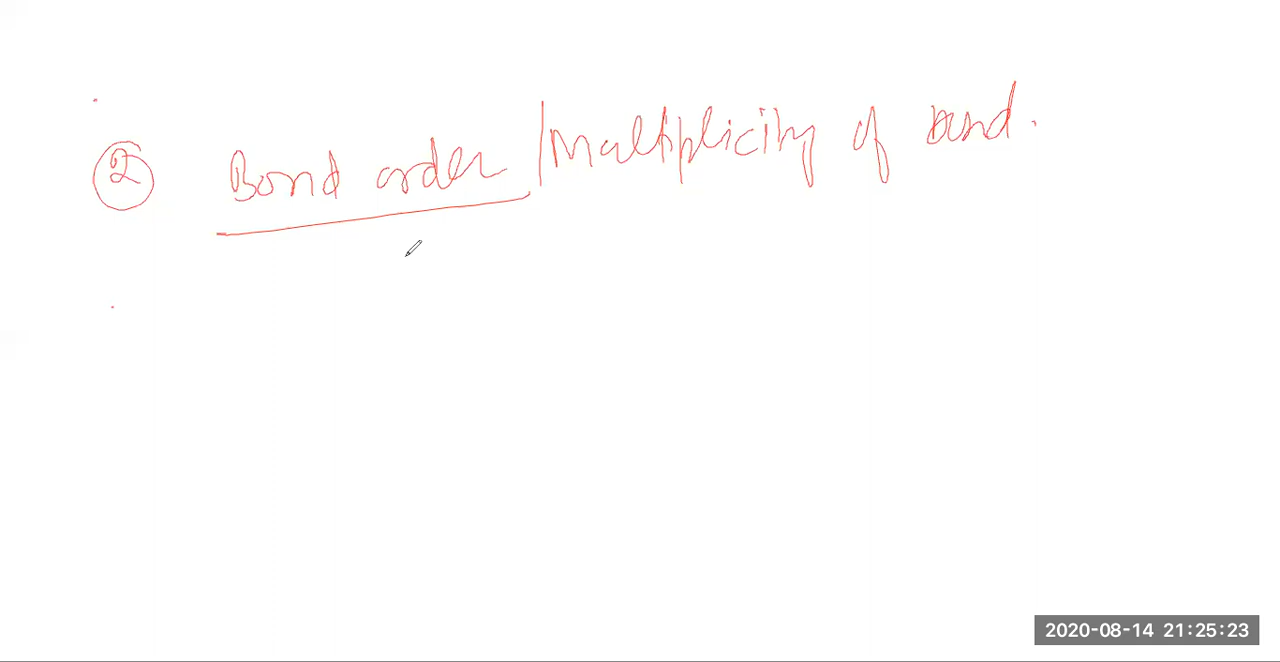 ② Bond order/Multiplicity of bond.
2020-08-14 21:25:23